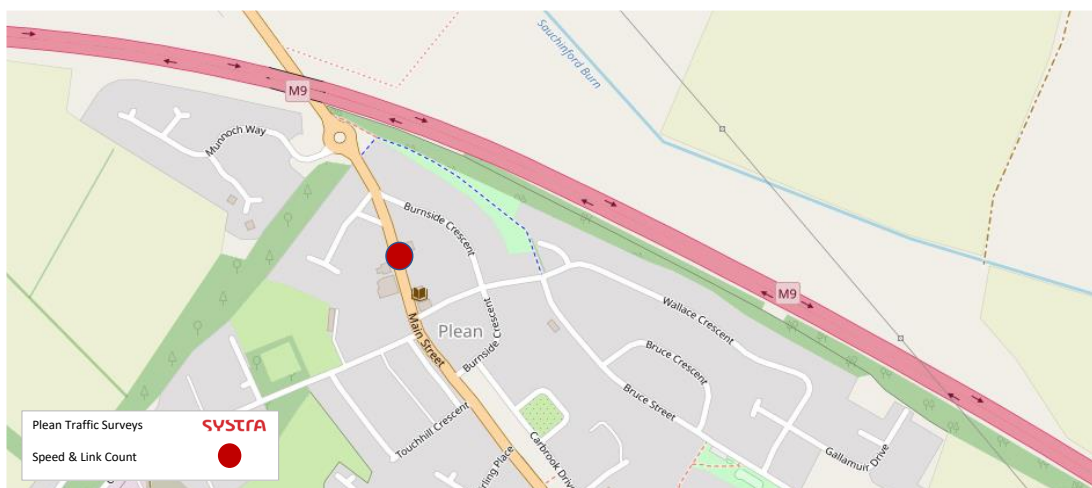 Sauchinford Burn
M9
Munnoch Way
Burnside Crescent
M9
Wallace Crescent
Plean
Main Street
Burnside Crescent
Bruce Crescent
Bruce Street
Touchhill Crescent
Carbrook Drive
Gallamuir Drive
Place
Plean Traffic Surveys
SYSTRA
Speed & Link Count